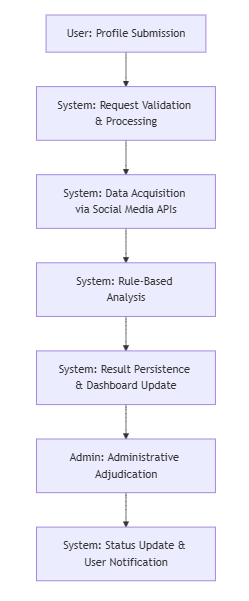 User: Profile Submission
System: Request Validation
& Processing
System: Data Acquisition
via Social Media APIs
System: Rule-Based
Analysis
System: Result Persistence
& Dashboard Update
Admin: Administrative
Adjudication
System: Status Update &
User Notification